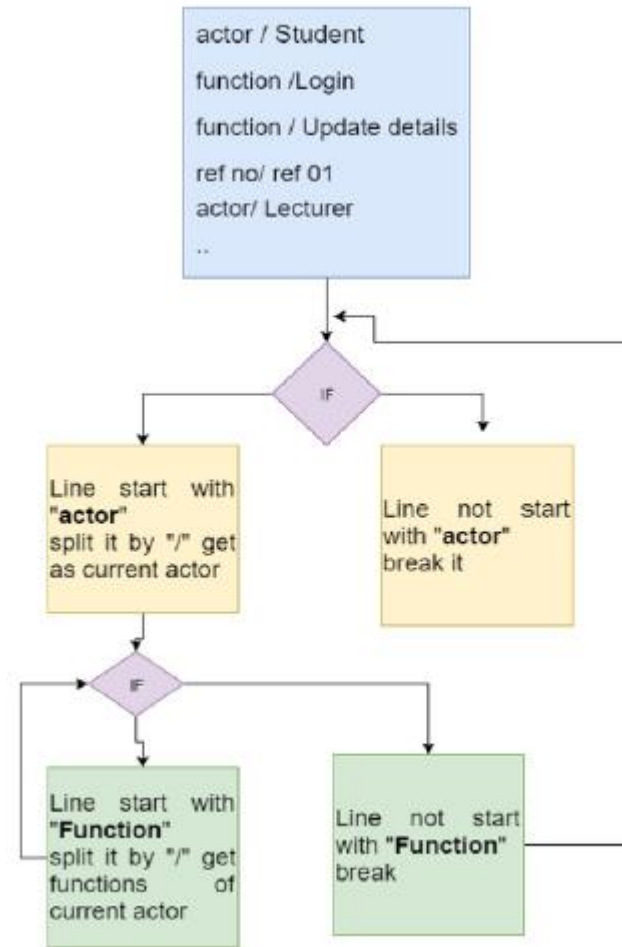 actor / Student
function /Login
function / Update details
ref no/ ref 01
actor/ Lecturer
..
IF
Line start with
"actor"
split it by "/" get
as current actor
Line not start
with "actor"
break it
IF
Line start with
"Function"
split it by "/" get
functions of
current actor
Line not start
with "Function"
break